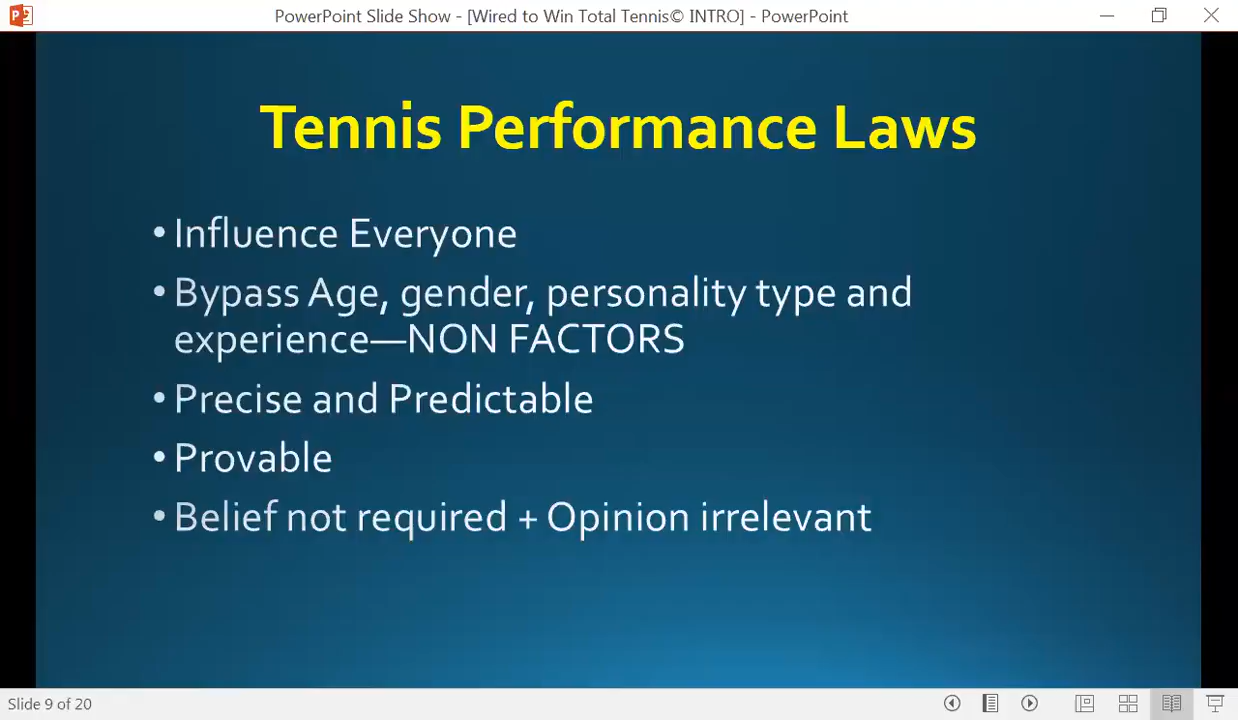 PowerPoint Slide Show - [Wired to Win Total Tennis© INTRO] - PowerPoint
Tennis Performance Laws
• Influence Everyone
• Bypass Age, gender, personality type and
experience—NON FACTORS
• Precise and Predictable
• Provable
• Belief not required + Opinion irrelevant
Slide 9 of 20